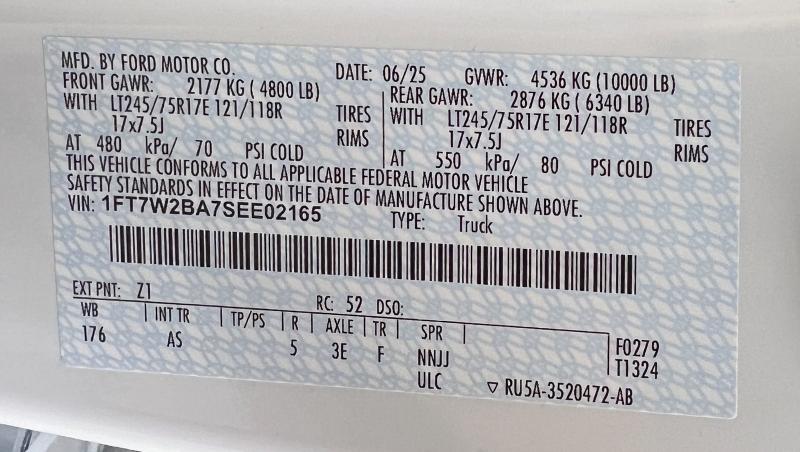 MFD. BY FORD MOTOR CO. DATE: 06/25 GVWR: 4536 KG (10000 LB)
FRONT GAWR: 2177 KG ( 4800 LB) REAR GAWR: 2876 KG ( 6340 LB)
WITH LT245/75R17E 121/118R TIRES WITH LT245/75R17E 121/118R TIRES
17x7.5J RIMS 17x7.5J RIMS
AT 480 kPa/ 70 PSI COLD AT 550 kPa/ 80 PSI COLD
THIS VEHICLE CONFORMS TO ALL APPLICABLE FEDERAL MOTOR VEHICLE
SAFETY STANDARDS IN EFFECT ON THE DATE OF MANUFACTURE SHOWN ABOVE.
VIN: 1FT7W2BA7SEE02165 TYPE: Truck
EXT PNT: Z1 RC: 52 DSO:
WB INT TR TP/PS R AXLE TR SPR F0279
176 AS 5 3E F NNJJ T1324
ULC ▽ RU5A-3520472-AB